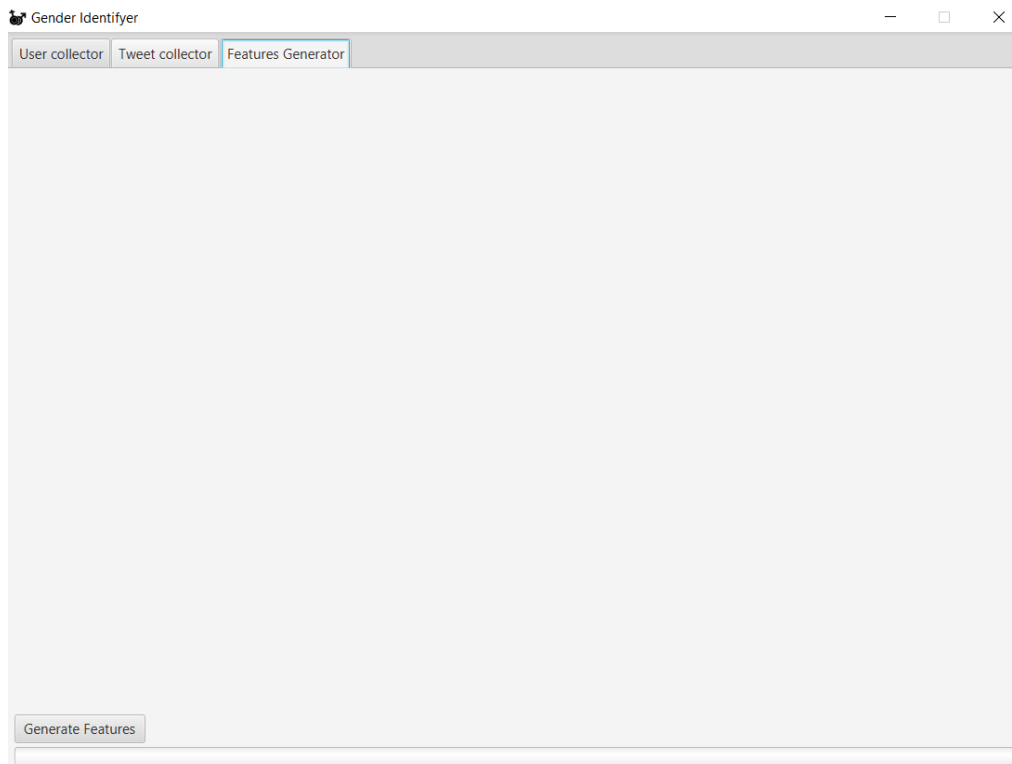 Gender Identifyer
User collector Tweet collector Features Generator
Generate Features